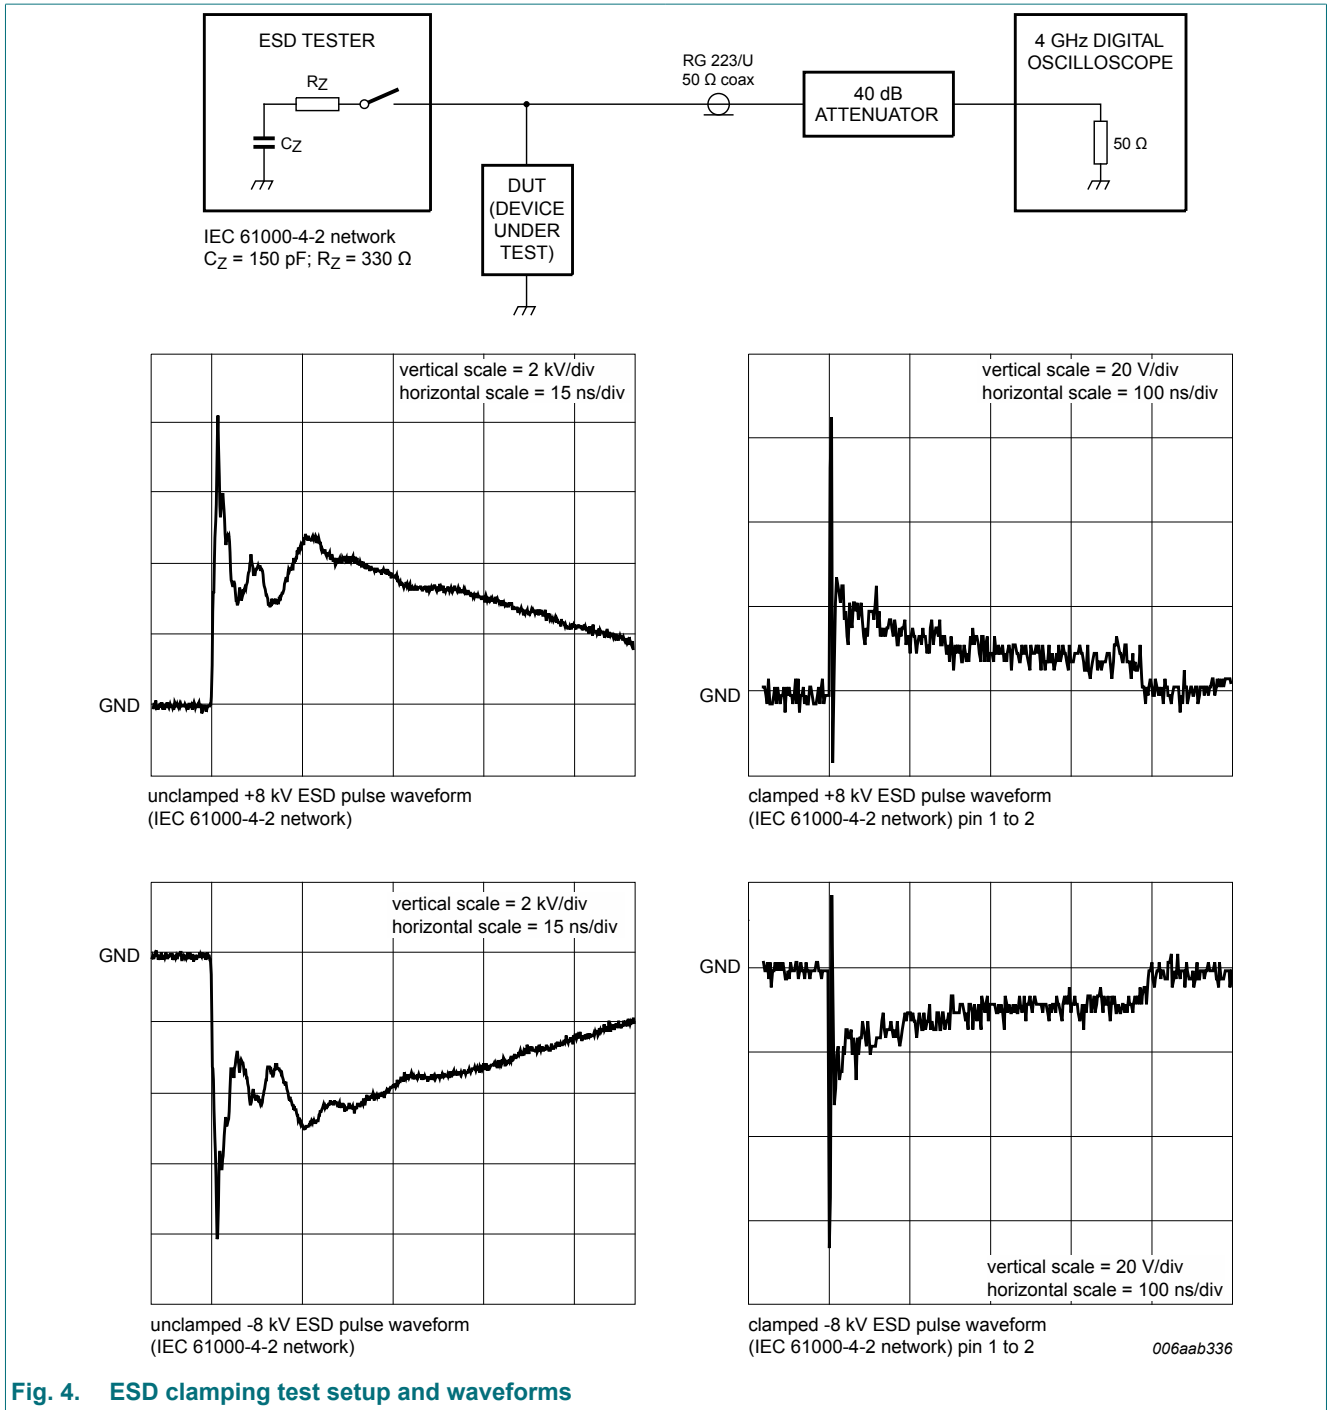 ESD TESTER
RZ
CZ
IEC 61000-4-2 network
CZ = 150 pF; RZ = 330 Ω
DUT
(DEVICE
UNDER
TEST)
RG 223/U
50 Ω coax
40 dB
ATTENUATOR
4 GHz DIGITAL
OSCILLOSCOPE
50 Ω
vertical scale = 2 kV/div
horizontal scale = 15 ns/div
GND
unclamped +8 kV ESD pulse waveform
(IEC 61000-4-2 network)
vertical scale = 20 V/div
horizontal scale = 100 ns/div
GND
clamped +8 kV ESD pulse waveform
(IEC 61000-4-2 network) pin 1 to 2
vertical scale = 2 kV/div
horizontal scale = 15 ns/div
GND
unclamped -8 kV ESD pulse waveform
(IEC 61000-4-2 network)
GND
vertical scale = 20 V/div
horizontal scale = 100 ns/div
clamped -8 kV ESD pulse waveform
(IEC 61000-4-2 network) pin 1 to 2
006aab336
Fig. 4. ESD clamping test setup and waveforms